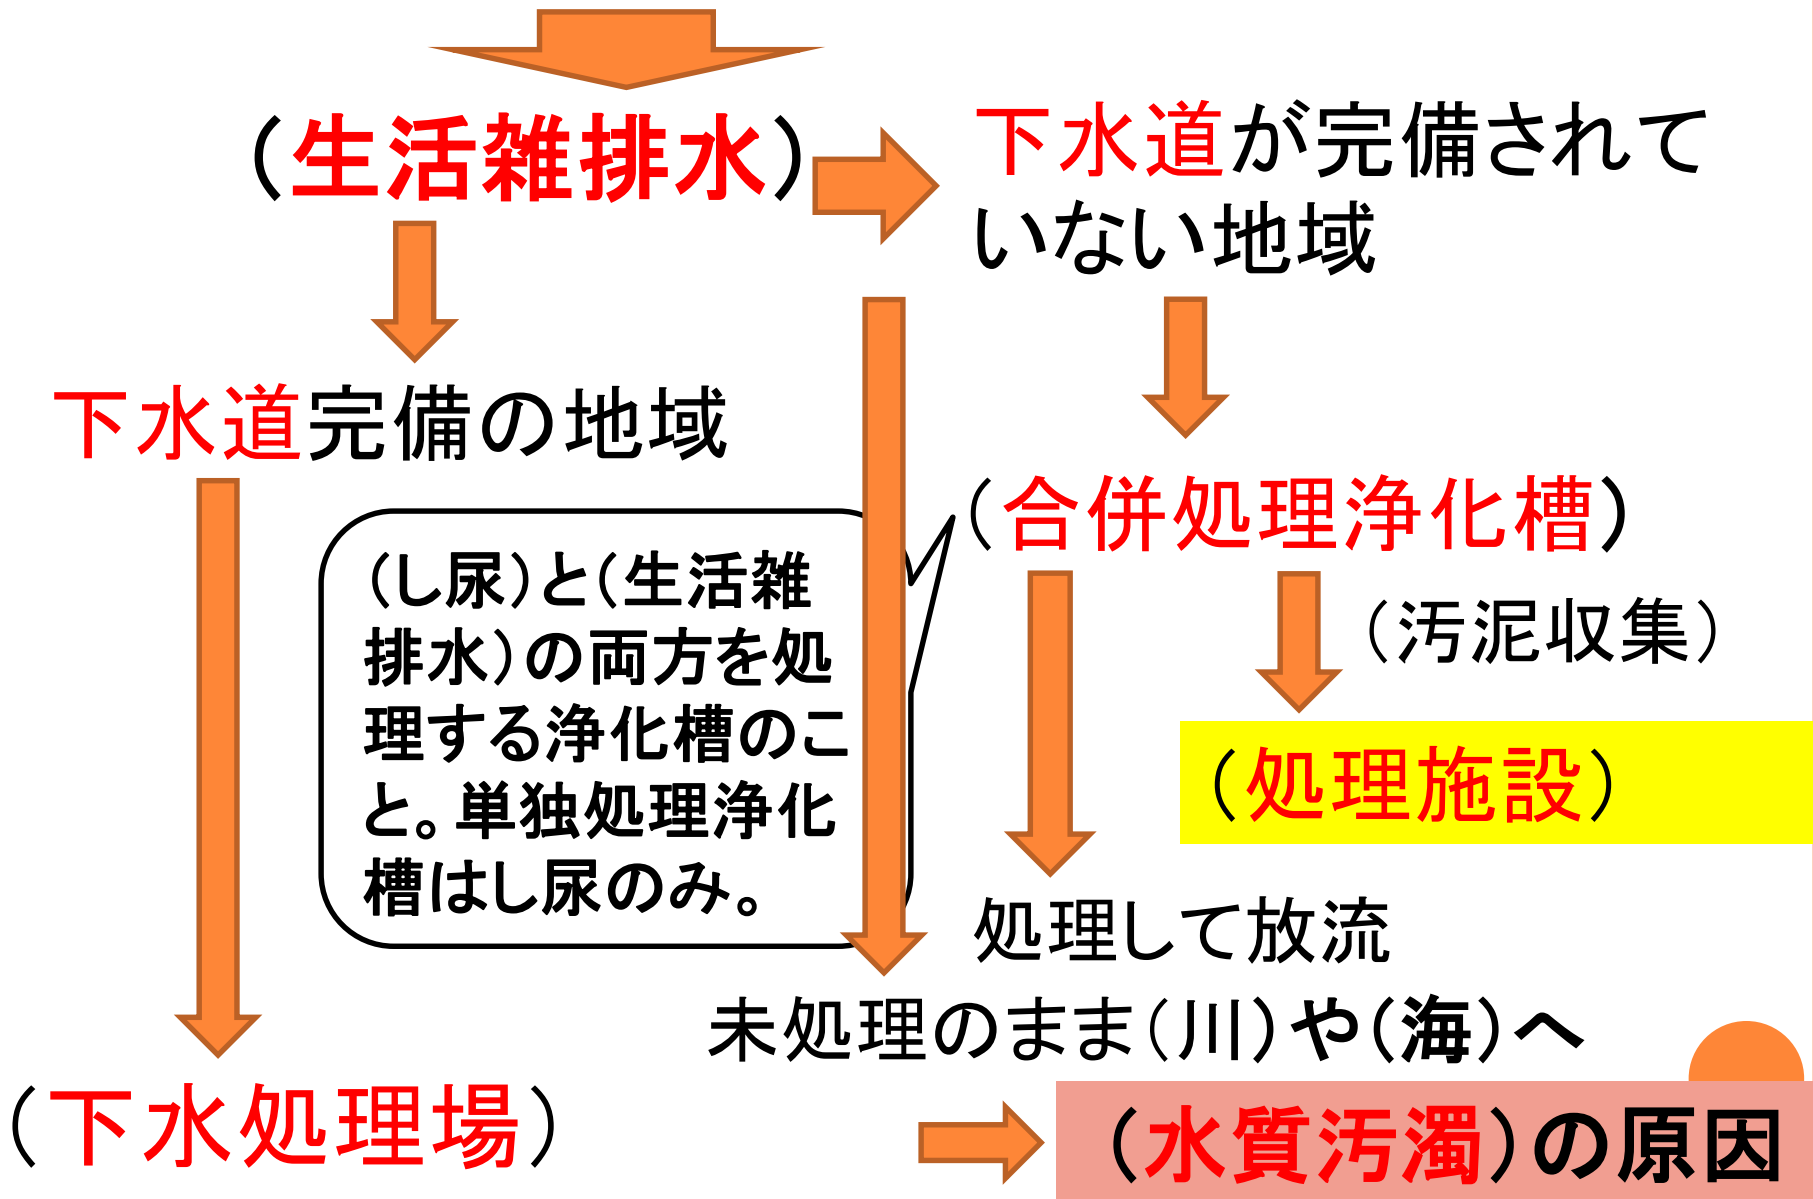 （生活雑排水）
下水道が完備されて
いない地域
下水道完備の地域
（合併処理浄化槽）
（し尿）と（生活雑
排水）の両方を処
理する浄化槽のこ
と。単独処理浄化
槽はし尿のみ。
（汚泥収集）
（処理施設）
処理して放流
未処理のまま（川）や（海）へ
（下水処理場）
（水質汚濁）の原因